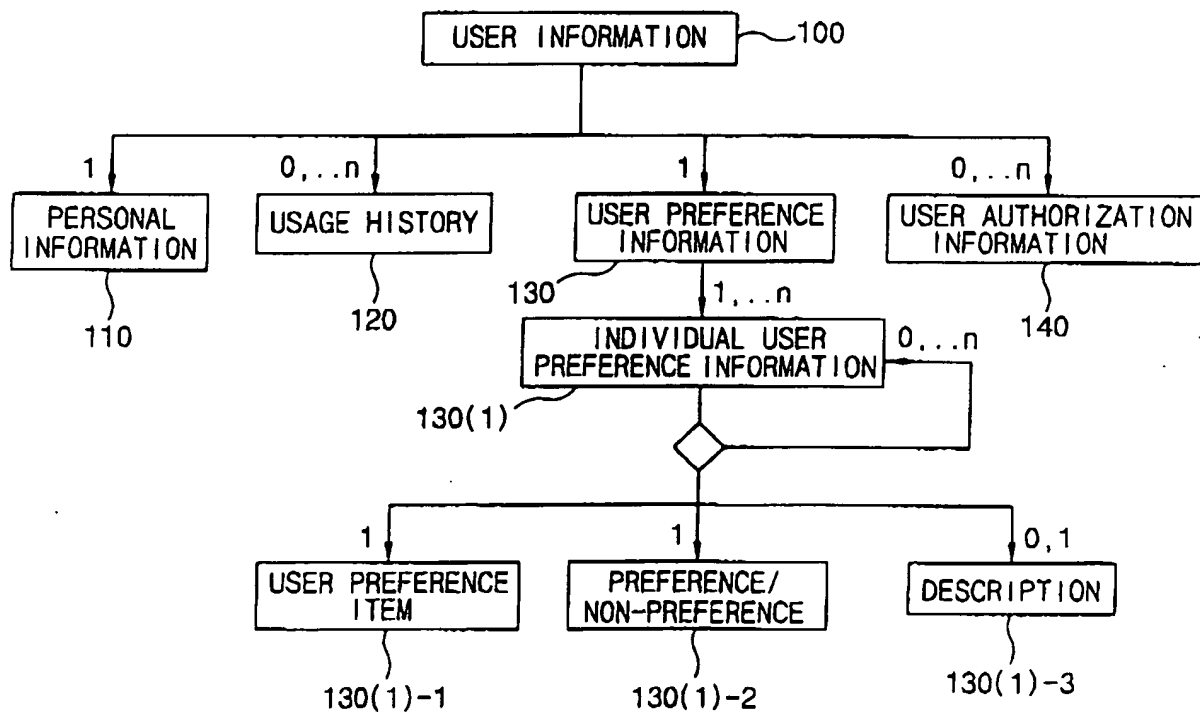 USER INFORMATION
100
1
0,..n
1
0,..n
PERSONAL
INFORMATION
USAGE HISTORY
USER PREFERENCE
INFORMATION
USER AUTHORIZATION
INFORMATION
110
120
130
1,..n
140
INDIVIDUAL USER
PREFERENCE INFORMATION
0,...n
130(1)
1
1
0,1
USER PREFERENCE
ITEM
PREFERENCE/
NON-PREFERENCE
DESCRIPTION
130(1)-1
130(1)-2
130(1)-3